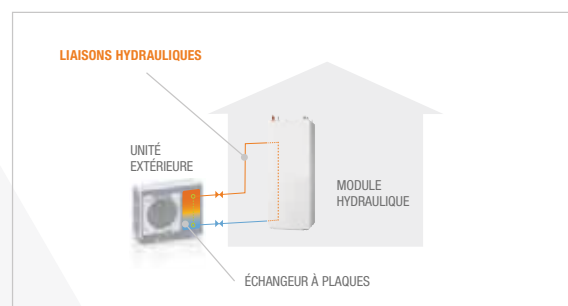 LIAISONS HYDRAULIQUES
UNITÉ
EXTÉRIEURE
MODULE
HYDRAULIQUE
ÉCHANGEUR À PLAQUES